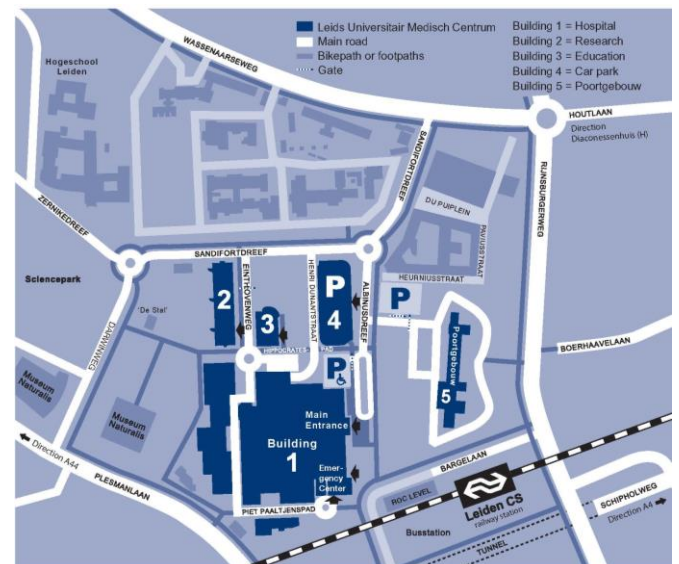 Leids Universitair Medisch Centrum
Main road
Bikepath or footpaths
Gate
Building 1 = Hospital
Building 2 = Research
Building 3 = Education
Building 4 = Car park
Building 5 = Poortgebouw
WASSENAARSEWEG
Hogeschool
Leiden
HOUTLAAN
Direction
Diaconessenhuis (H)
SANDIFORTDREEF
RIJNSBURGERWEG
ZERNIKEDREEF
DU PUIPLEIN
PAVIUSSTRAAT
SANDIFORTDREEF
HEURNIUSSTRAAT
Sciencepark
'De Stal'
DARWINWEG
2
EINTHOVENWEG
3
HENRI DUNANTSTRAAT
P
4
ALBINUSDREEF
P
Poortgebouw
5
BOERHAAVELAAN
HIPPOCRATESPAD
P
Museum
Naturalis
Museum
Naturalis
Main
Entrance
Building
1
Emer-
gency
Center
Direction A44
PLESMANLAAN
PIET PAALTJENSPAD
BARGELAAN
ROC LEVEL
Leiden CS
railway station
Busstation
TUNNEL
SCHIPHOLWEG
Direction A4